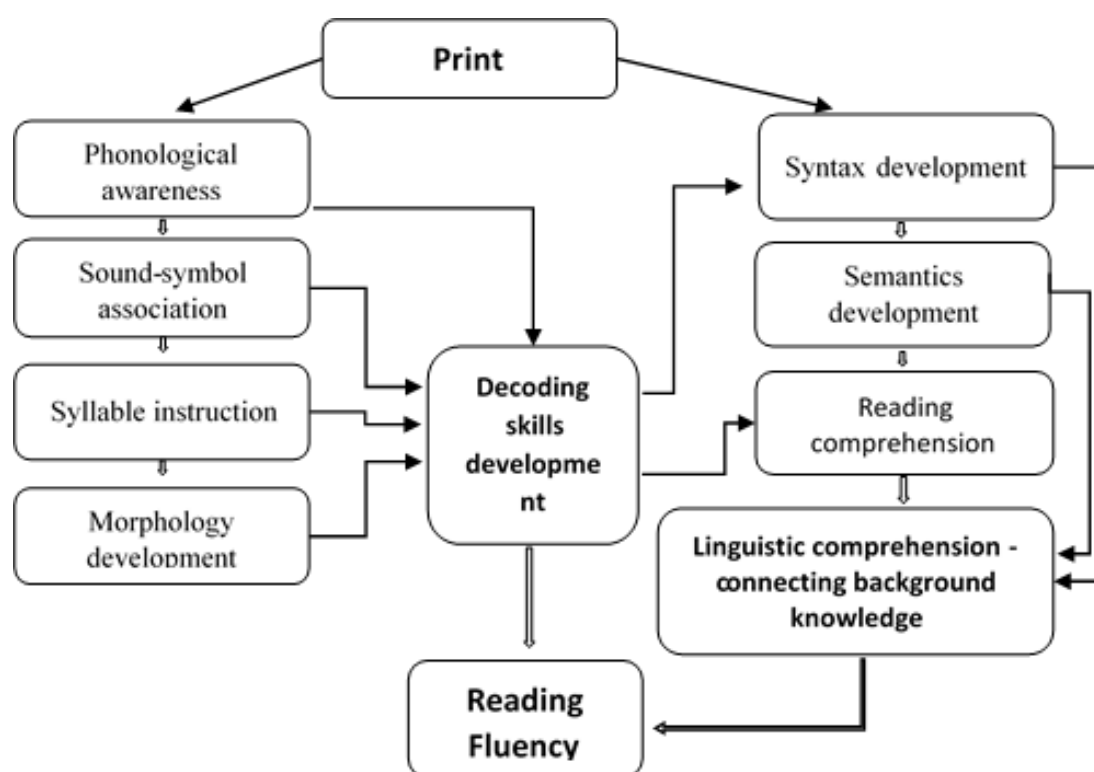 Print
Phonological
awareness
Sound-symbol
association
Syllable instruction
Morphology
development
Decoding
skills
developme
nt
Syntax development
Semantics
development
Reading
comprehension
Linguistic comprehension -
connecting background
knowledge
Reading
Fluency